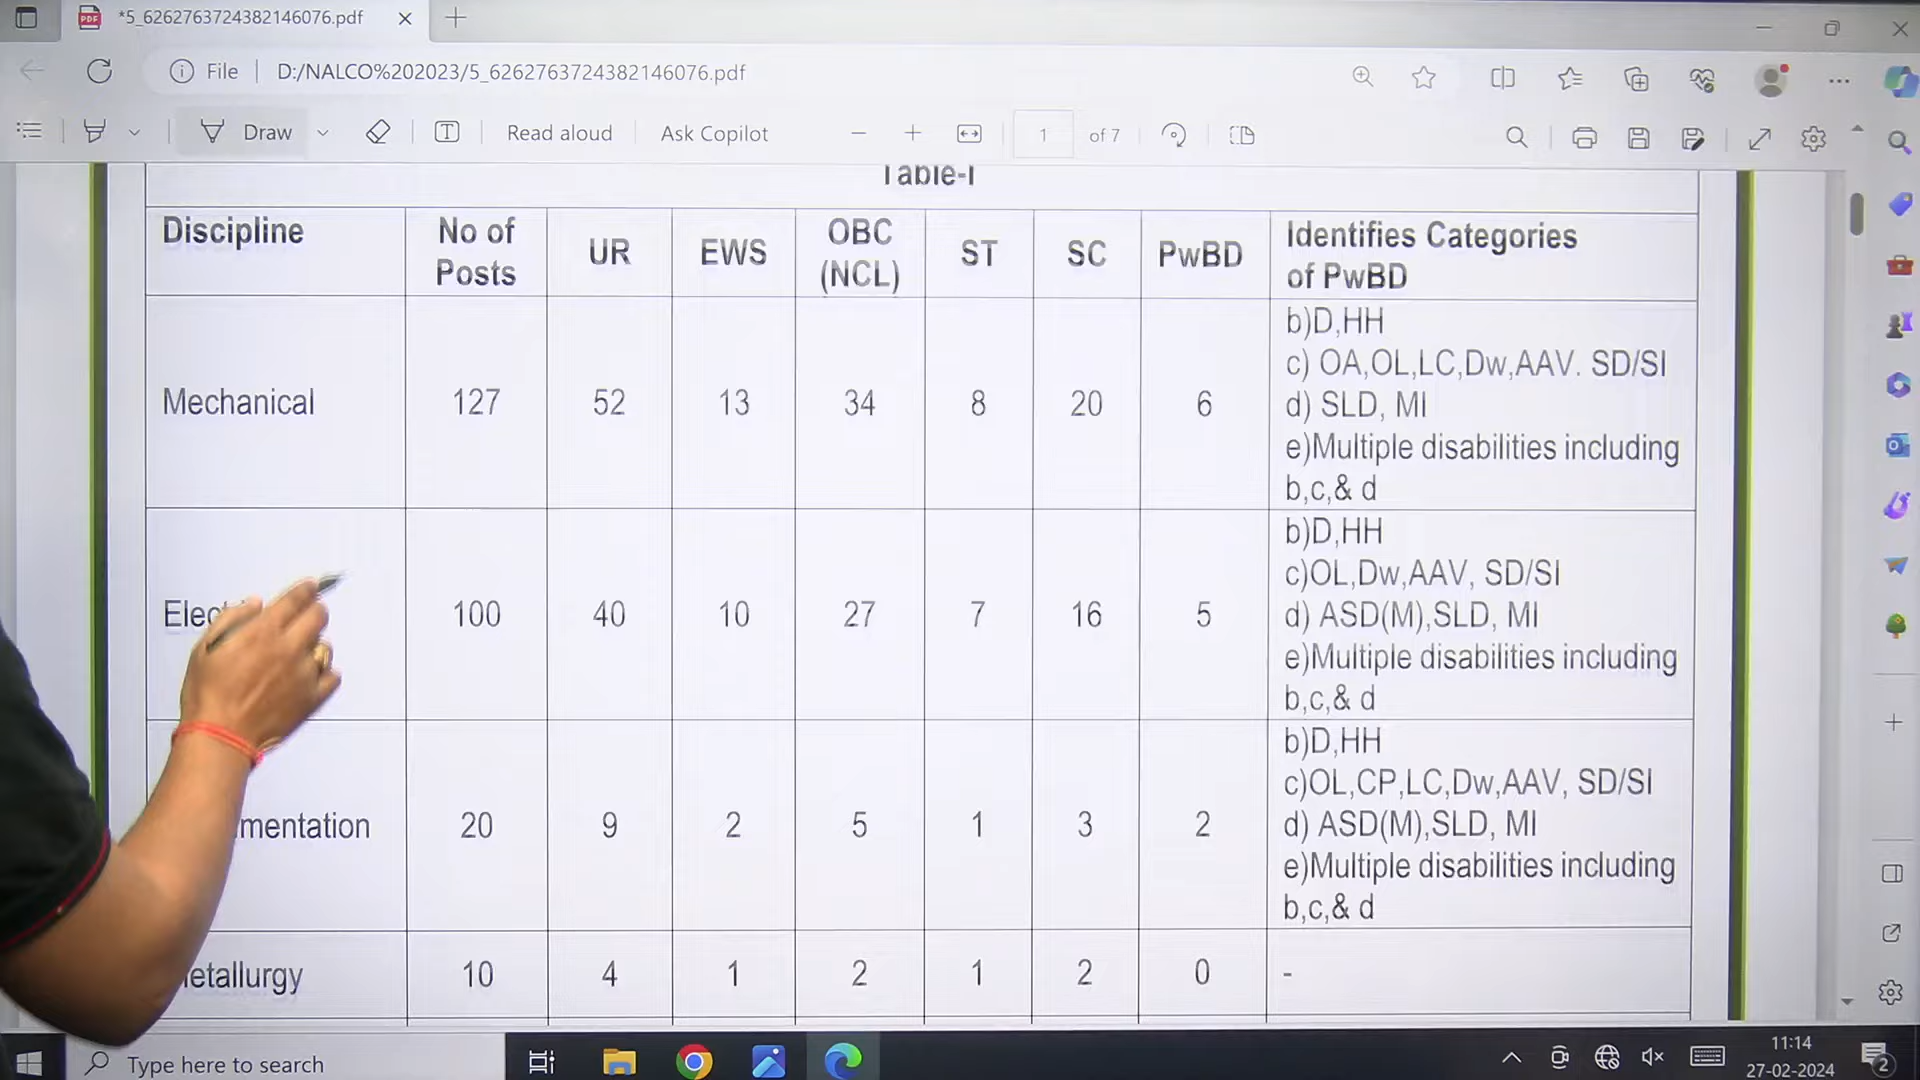 *5_6262763724382146076.pdf
File
D:/NALCO%202023/5_6262763724382146076.pdf
Draw
Read aloud
Ask Copilot
1
of 7
Table-I
Discipline
No of
Posts
UR
EWS
OBC
(NCL)
ST
SC
PwBD
Identifies Categories
of PwBD
Mechanical
127
52
13
34
8
20
6
b)D,HH
c) OA,OL,LC,Dw,AAV. SD/SI
d) SLD, MI
e)Multiple disabilities including
b,c,& d
Elec
100
40
10
27
7
16
5
b)D,HH
c)OL,Dw,AAV, SD/SI
d) ASD(M),SLD, MI
e)Multiple disabilities including
b,c,& d
mentation
20
9
2
5
1
3
2
b)D,HH
c)OL,CP,LC,Dw,AAV, SD/SI
d) ASD(M),SLD, MI
e)Multiple disabilities including
b,c,& d
etallurgy
10
4
1
2
1
2
0
-
Type here to search
11:14
27-02-2024
2